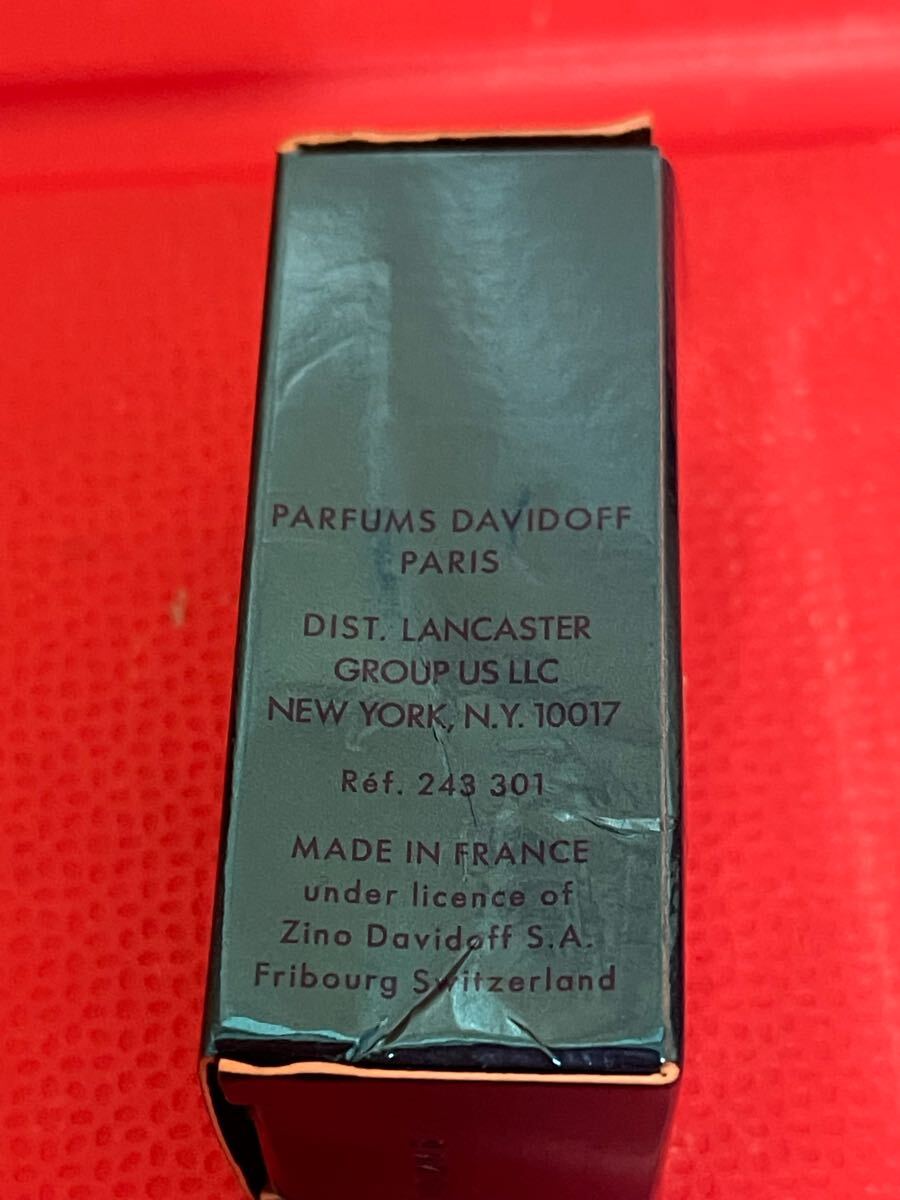 PARFUMS DAVIDOFF
PARIS
DIST. LANCASTER
GROUP US LLC
NEW YORK, N.Y. 10017
Réf. 243 301
MADE IN FRANCE
under licence of
Zino Davidoff S.A.
Fribourg Switzerland